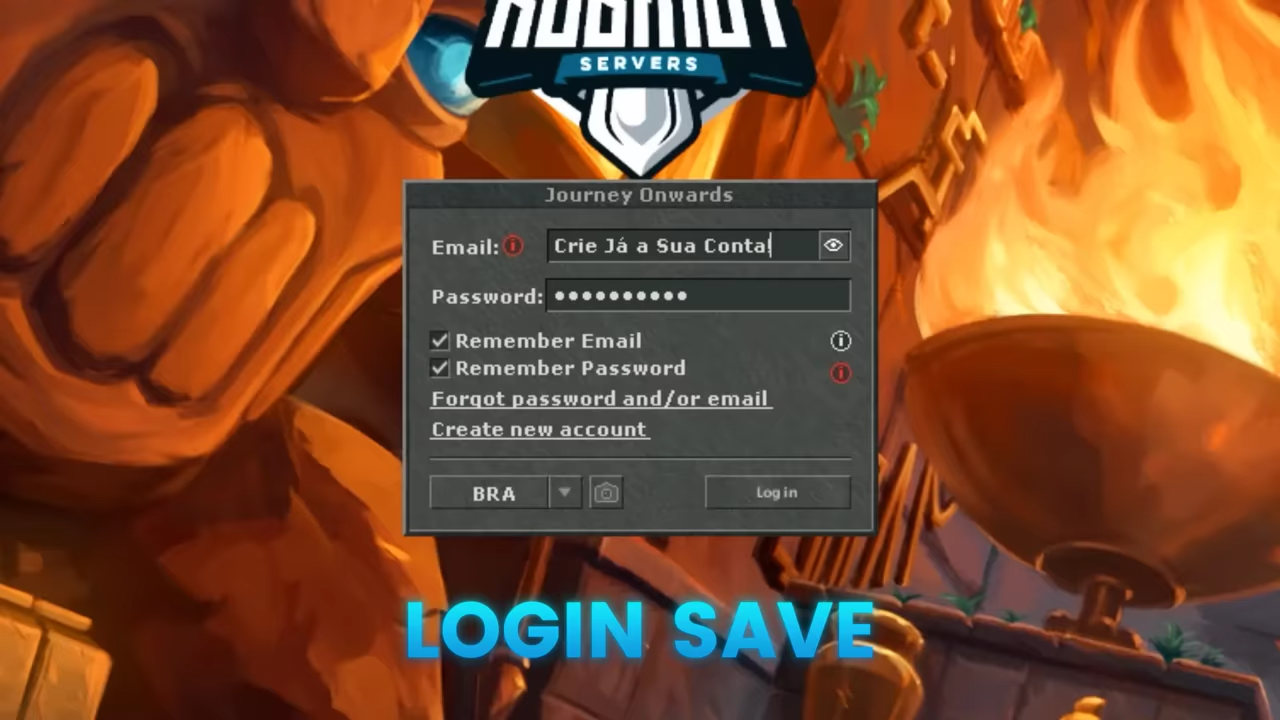 SERVERS
Journey Onwards
Email:
Crie Já a Sua Conta!
Password:
Remember Email
Remember Password
Forgot password and/or email
Create new account
BRA
Log in
LOGIN SAVE